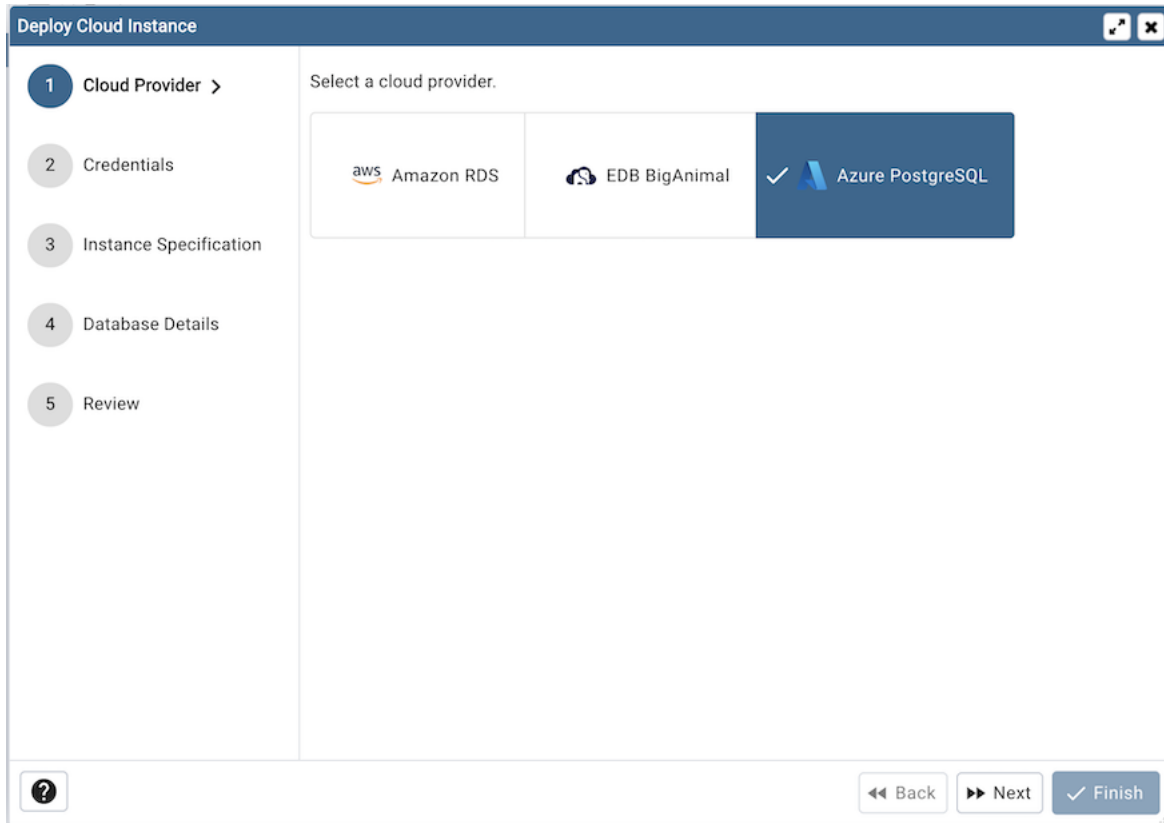 Deploy Cloud Instance
1 Cloud Provider
2 Credentials
3 Instance Specification
4 Database Details
5 Review
Select a cloud provider.
aws Amazon RDS
EDB BigAnimal
Azure PostgreSQL
?
Back
Next
Finish